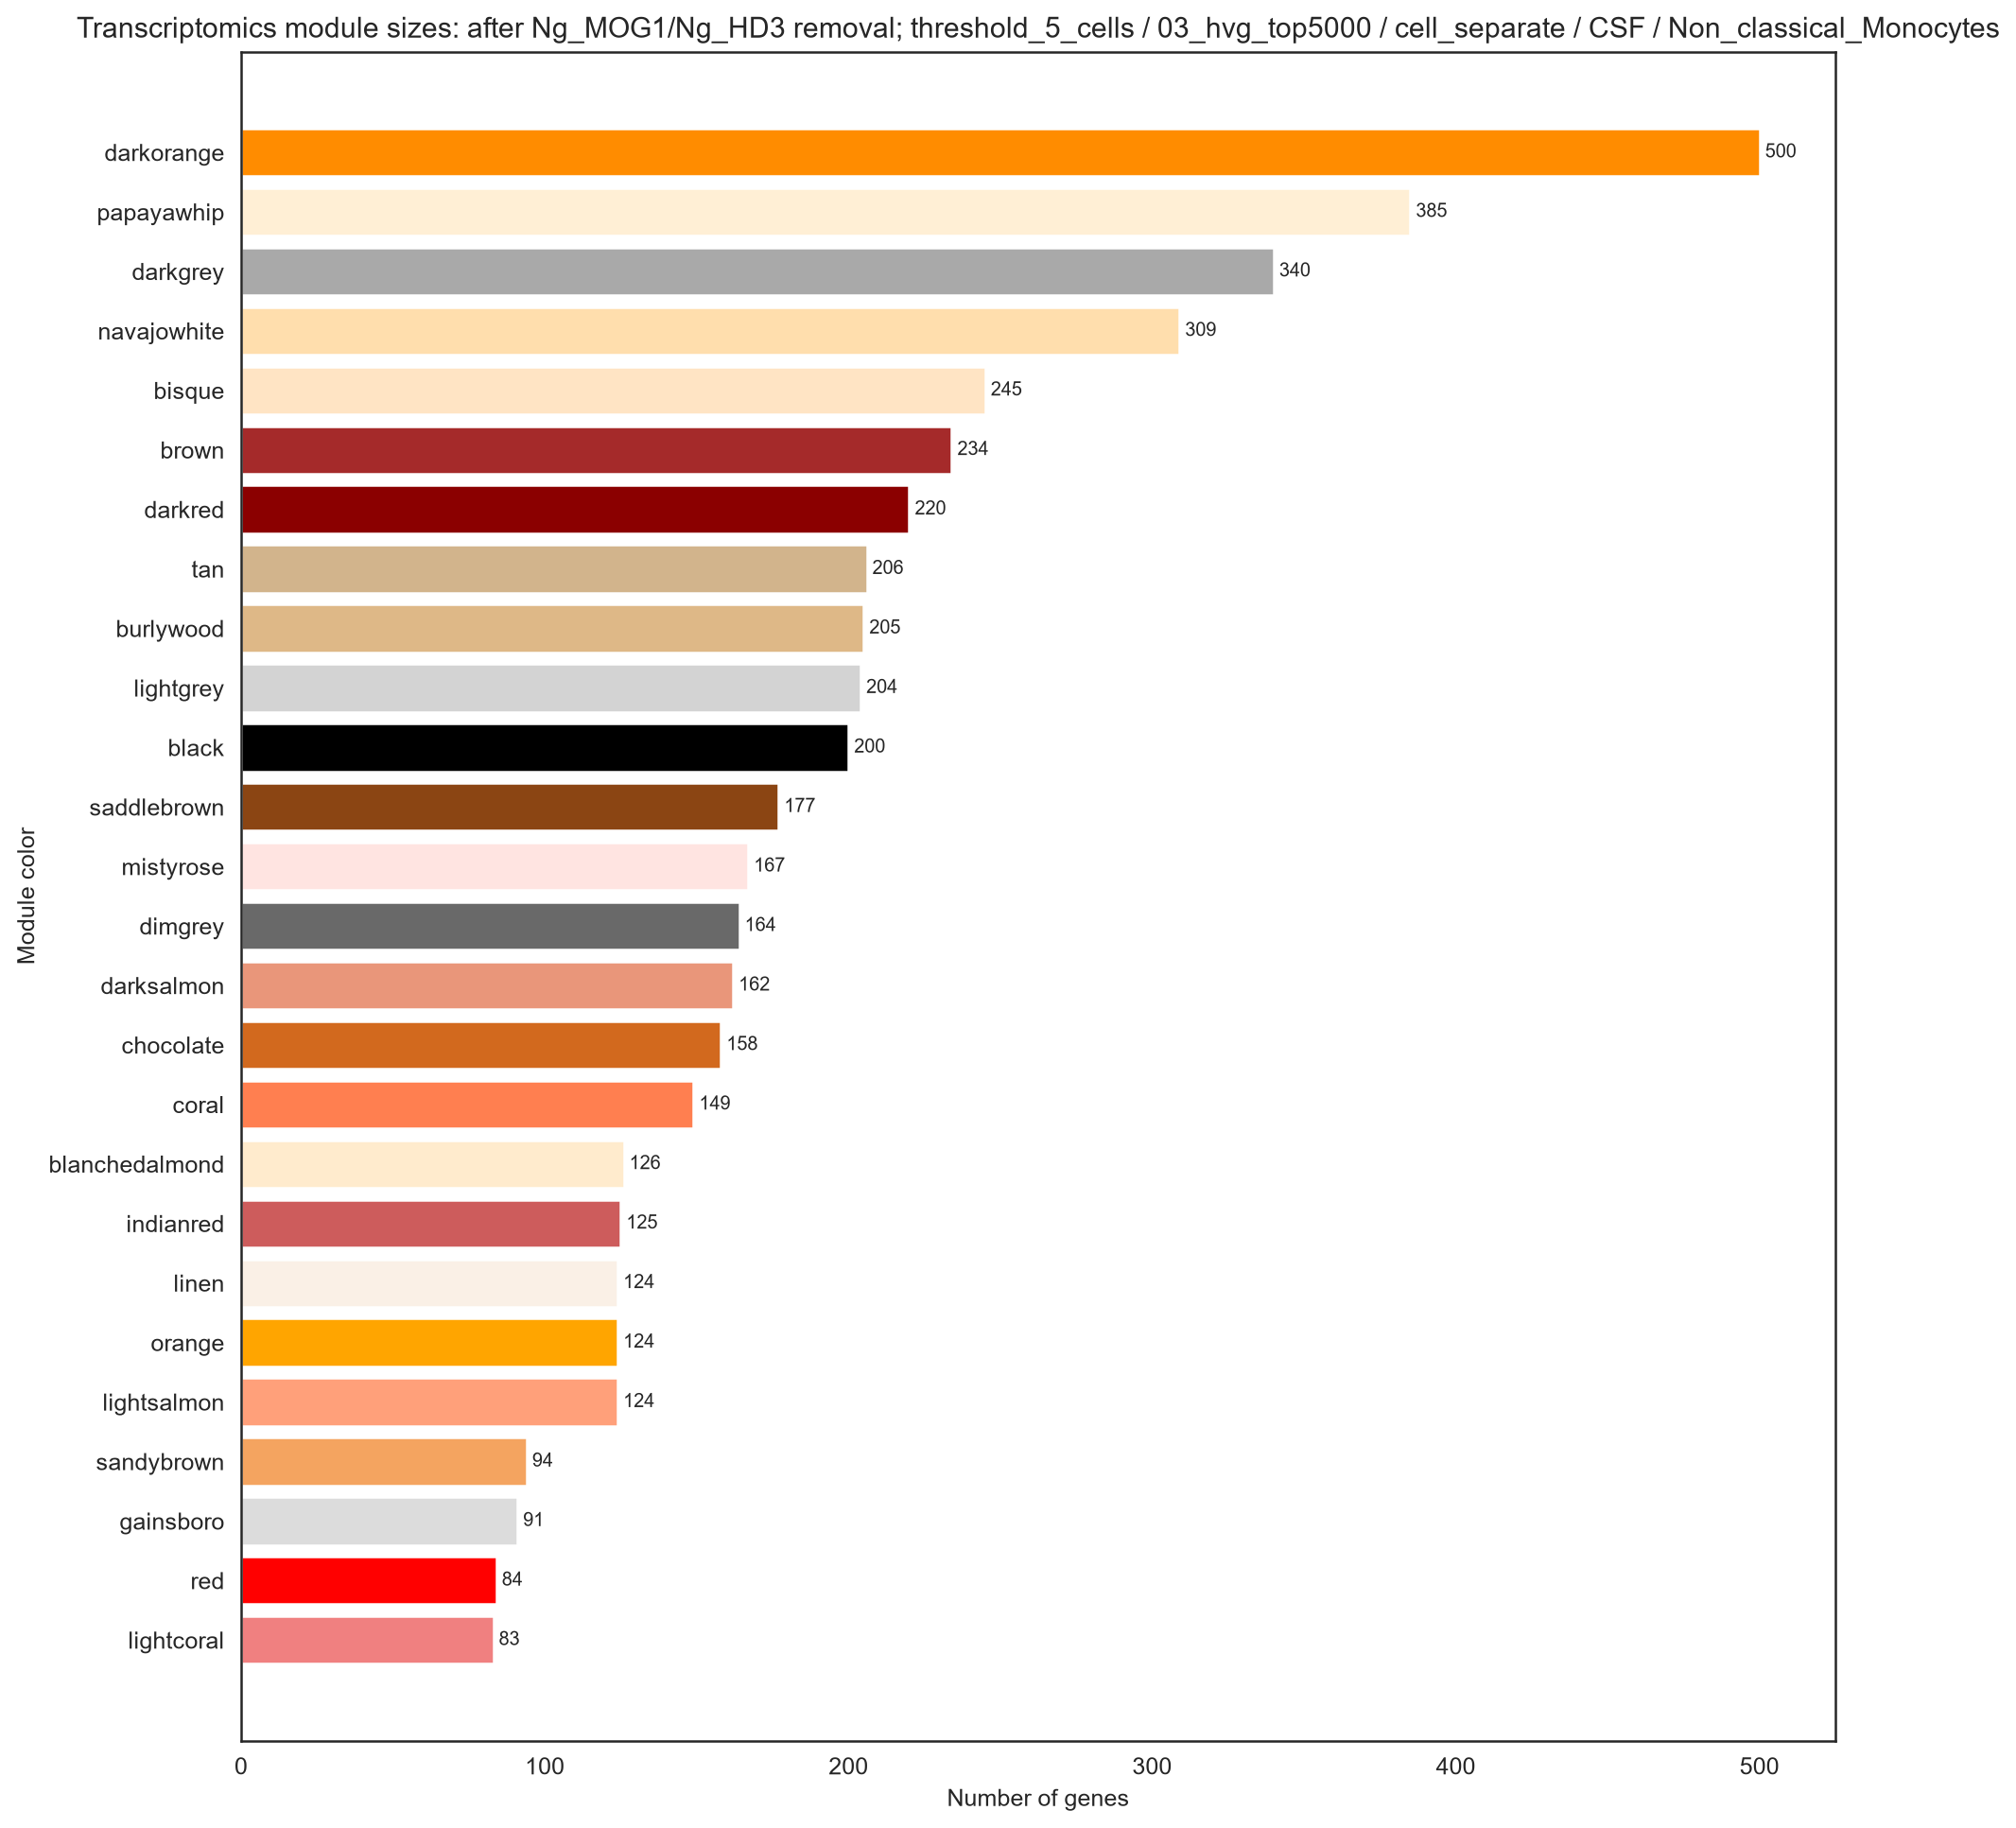 Transcriptomics module sizes: after Ng_MOG1/Ng_HD3 removal; threshold_5_cells / 03_hvg_top5000 / cell_separate / CSF / Non_classical_Monocytes
darkorange 500
papayawhip 385
darkgrey 340
navajowhite 309
bisque 245
brown 234
darkred 220
tan 206
burlywood 205
lightgrey 204
black 200
saddlebrown 177
mistyrose 167
dimgrey 164
darksalmon 162
chocolate 158
coral 149
blanchedalmond 126
indianred 125
linen 124
orange 124
lightsalmon 124
sandybrown 94
gainsboro 91
red 84
lightcoral 83
Module color
0 100 200 300 400 500
Number of genes